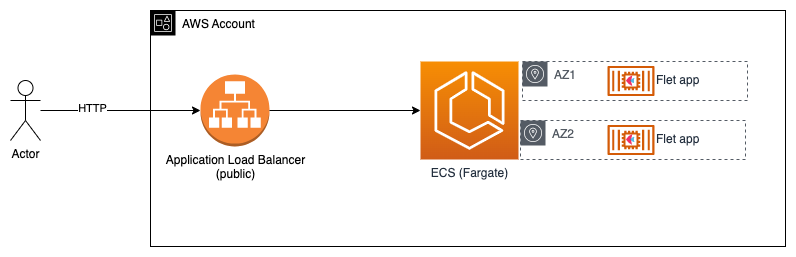 AWS Account
HTTP
Actor
Application Load Balancer
(public)
ECS (Fargate)
AZ1
Flet app
AZ2
Flet app